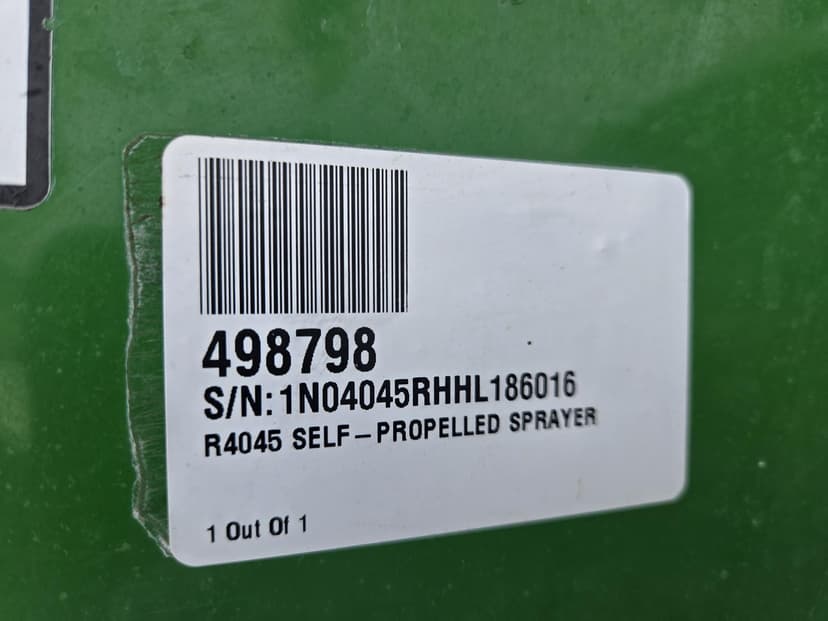 498798
S/N: 1N04045RHHL186016
R4045 SELF-PROPELLED SPRAYER
1 Out Of 1